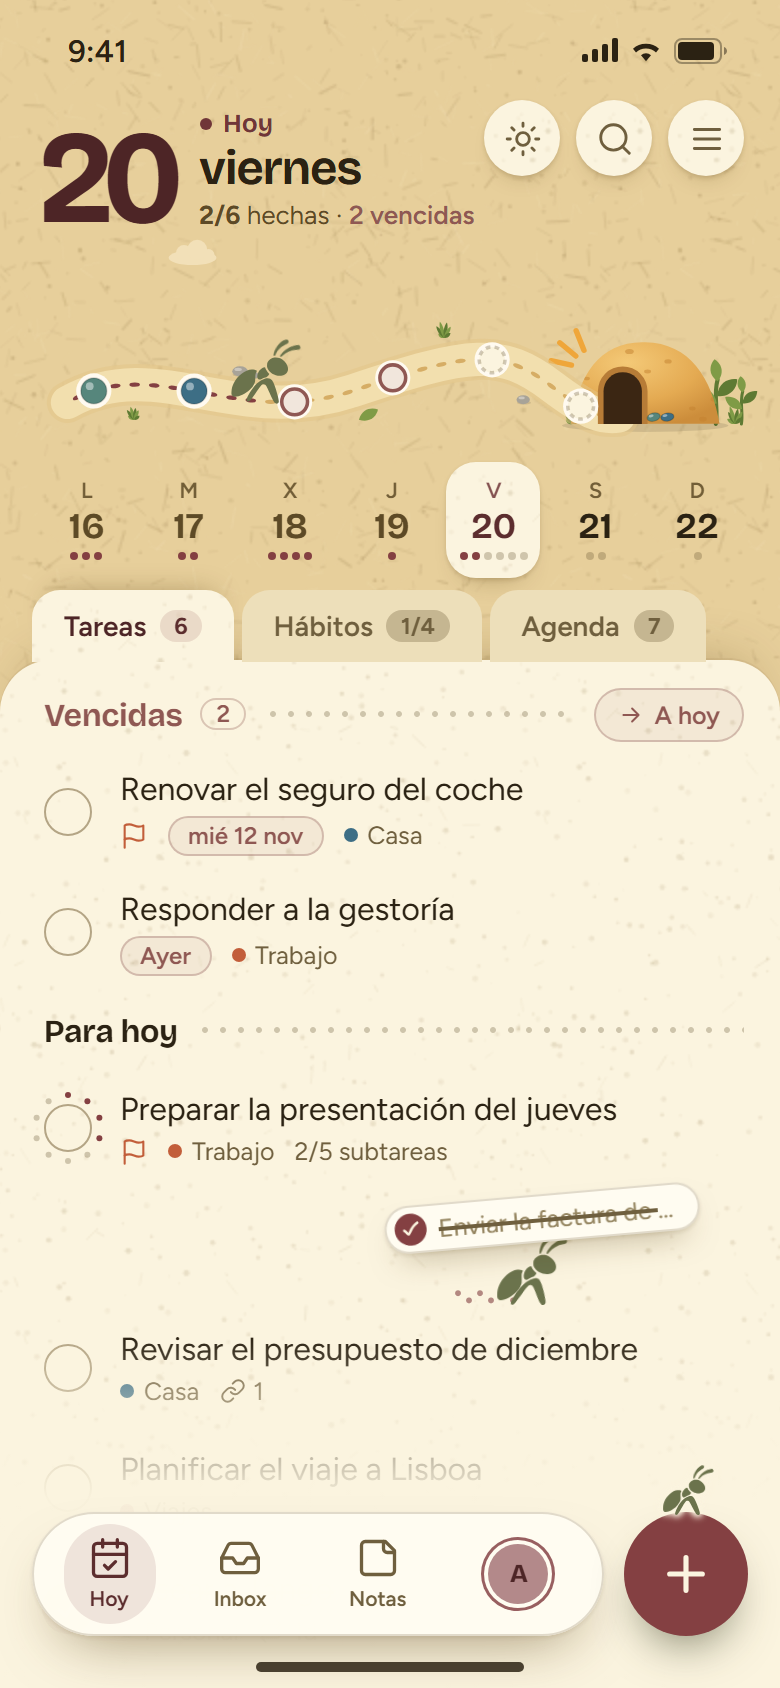 9:41
20
Hoy
viernes
2/6 hechas · 2 vencidas
L M X J V S D
16 17 18 19 20 21 22
Tareas 6 Hábitos 1/4 Agenda 7
Vencidas 2 → A hoy
Renovar el seguro del coche
mié 12 nov Casa
Responder a la gestoría
Ayer Trabajo
Para hoy
Preparar la presentación del jueves
Trabajo 2/5 subtareas
Enviar la factura de ...
Revisar el presupuesto de diciembre
Casa 1
Planificar el viaje a Lisboa
Hoy Inbox Notas A